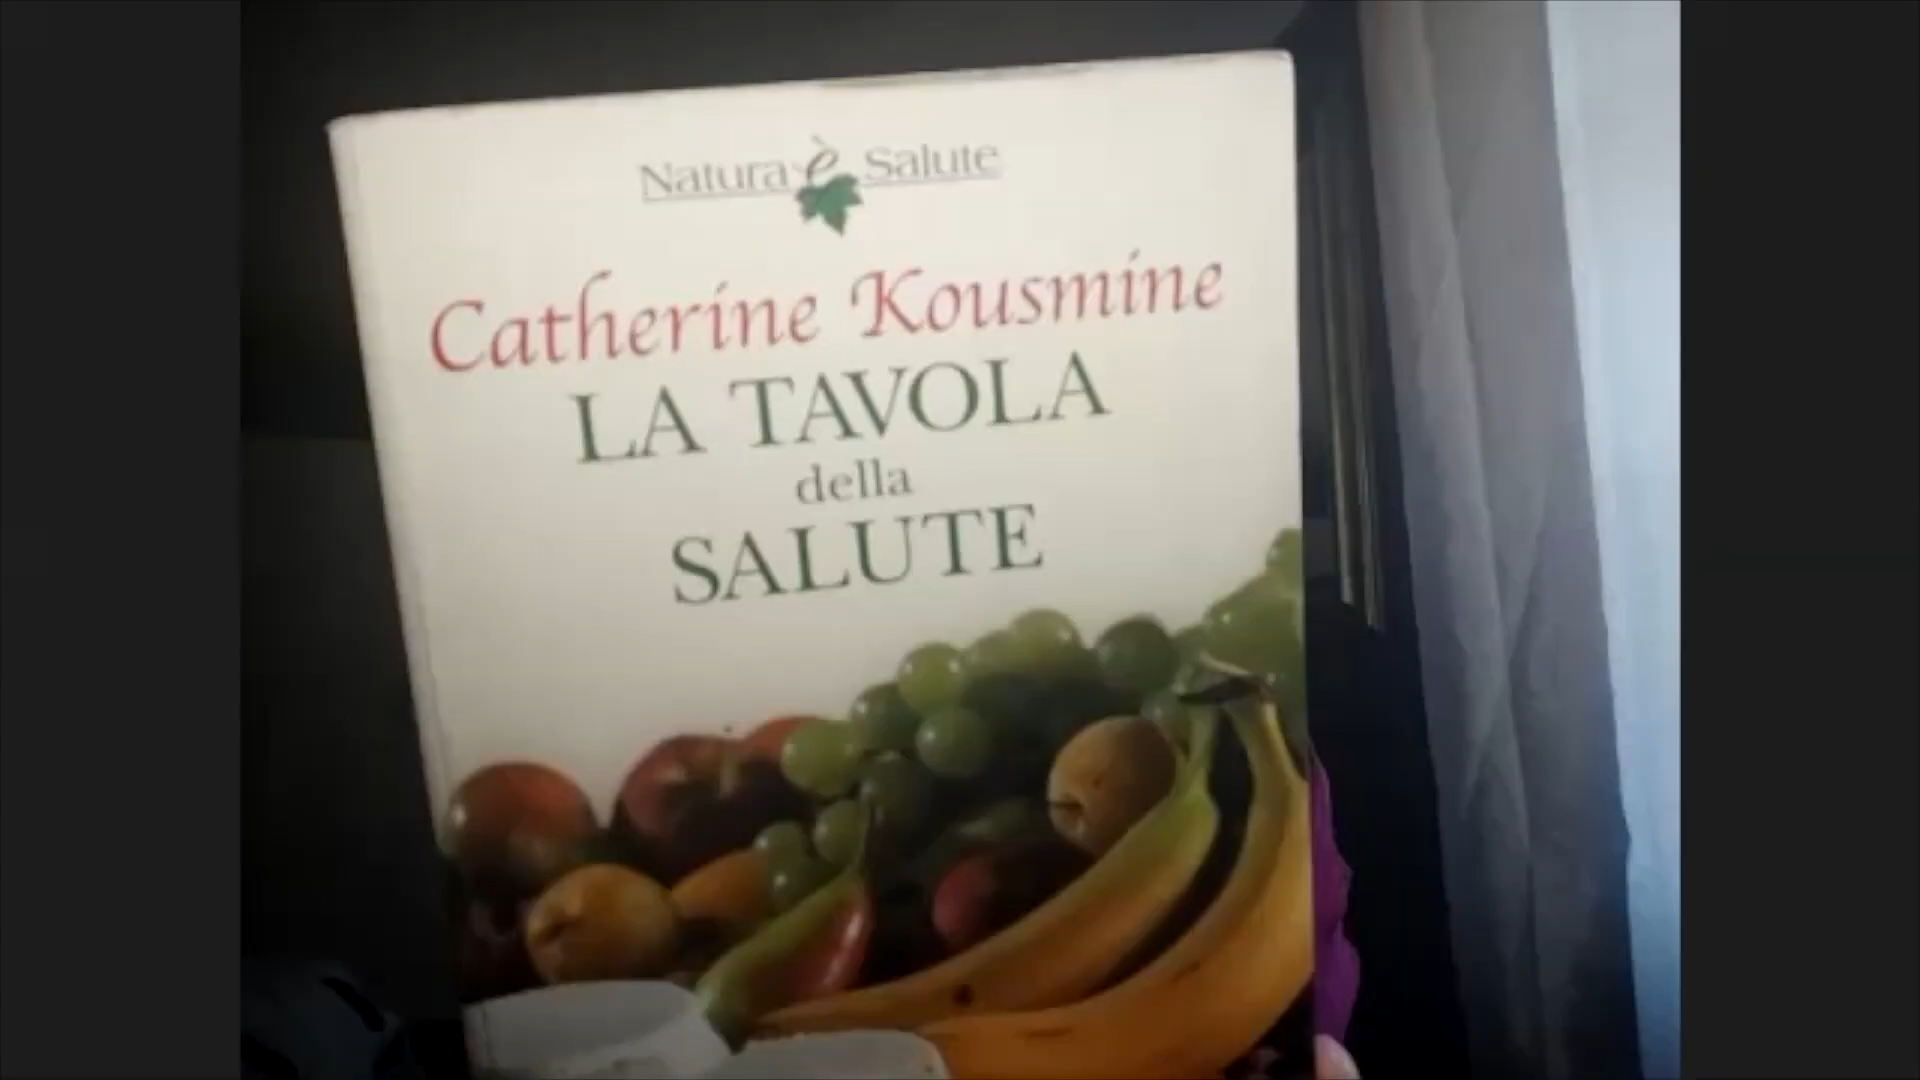 Natura è Salute
Catherine Kousmine
LA TAVOLA
della
SALUTE